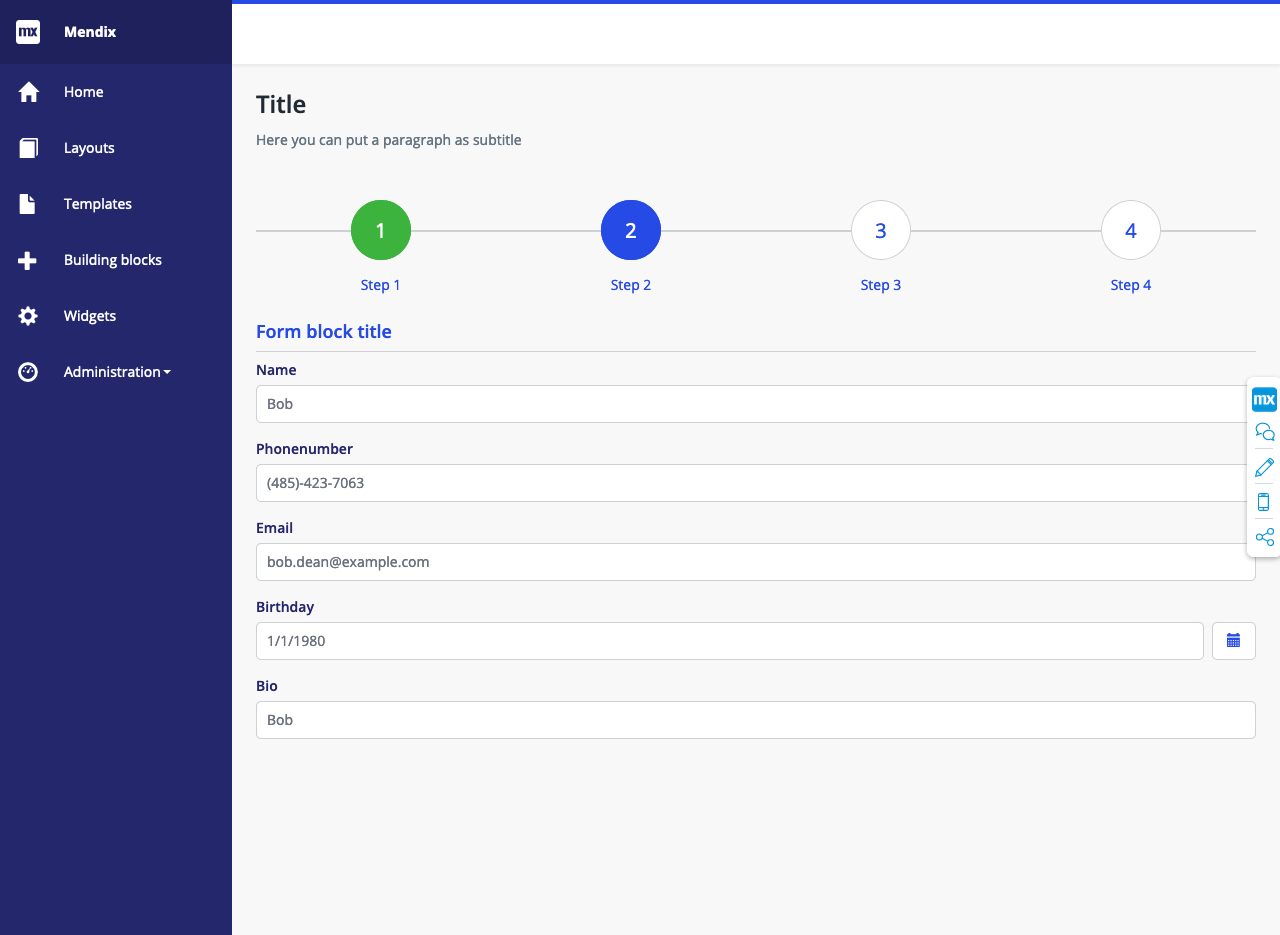 mx Mendix
Home
Layouts
Templates
Building blocks
Widgets
Administration
Title
Here you can put a paragraph as subtitle
1 2 3 4
Step 1 Step 2 Step 3 Step 4
Form block title
Name
Bob
Phonenumber
(485)-423-7063
Email
bob.dean@example.com
Birthday
1/1/1980
Bio
Bob
mx